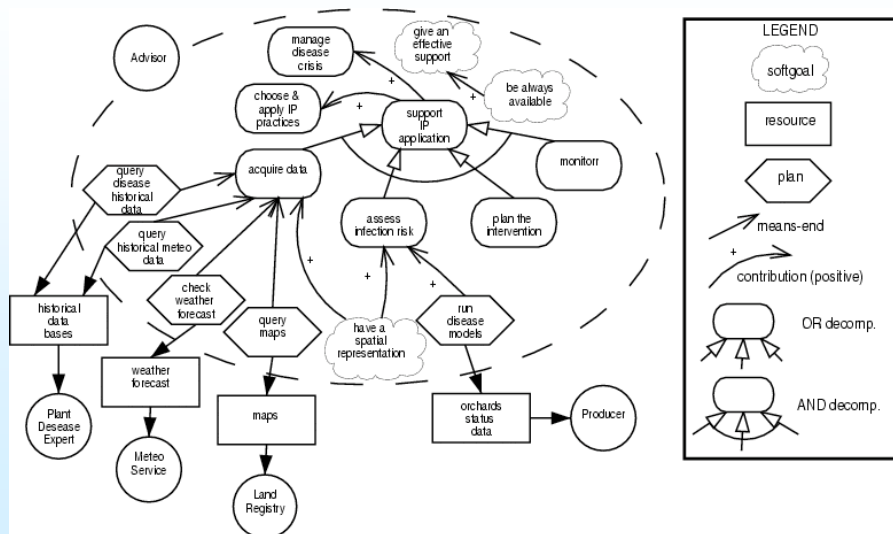 Advisor
manage
disease
crisis
give an
effective
support
+
+
be always
available
choose &
apply IP
practices
+
support
IP
application
monitorr
query
disease
historical
data
acquire data
query
historical meteo
data
assess
infection risk
plan the
intervention
+
+
+
check
weather
forecast
query
maps
have a
spatial
representation
run
disease
models
historical
data
bases
weather
forecast
maps
orchards
status
data
Producer
Plant
Desease
Expert
Meteo
Service
Land
Registry
LEGEND
softgoal
resource
plan
means-end
+
contribution (positive)
OR decomp.
AND decomp.